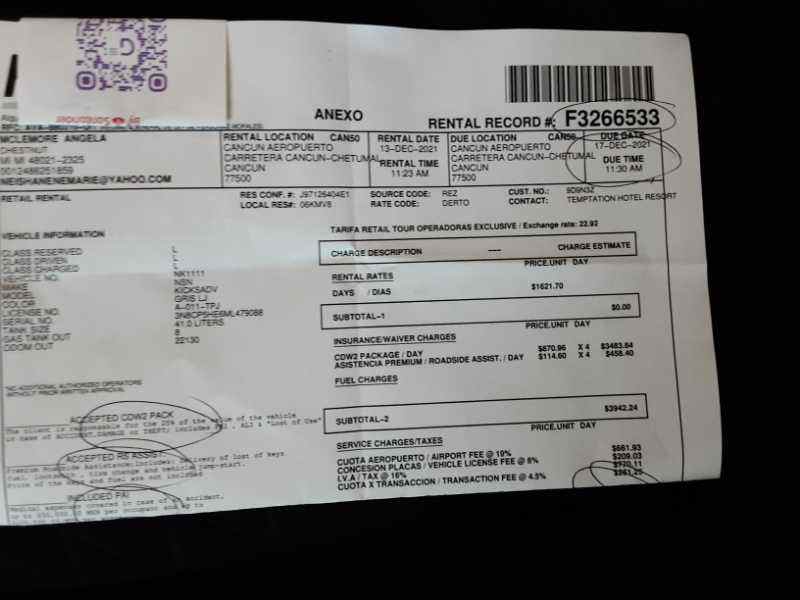 by Santander
ANEXO
RENTAL RECORD #: F3266533
MCLEMORE ANGELA
CHESTNUT
MI MI 48021-2325
0012486251859
NEISHANENEMARIE@YAHOO.COM
RENTAL LOCATION CAN50
CANCUN AEROPUERTO
CARRETERA CANCUN-CHETUMAL
CANCUN
77500
RENTAL DATE
13-DEC-2021
RENTAL TIME
11:23 AM
DUE LOCATION CAN50
CANCUN AEROPUERTO
CARRETERA CANCUN-CHETUMAL
CANCUN
77500
DUE DATE
17-DEC-2021
DUE TIME
11:30 AM
RETAIL RENTAL
RES CONF. #: J97126404E1
LOCAL RES#: 06KMV8
SOURCE CODE: REZ
RATE CODE: DERTO
CUST. NO.: 909N3Z
CONTACT: TEMPTATION HOTEL RESORT
TARIFA RETAIL TOUR OPERADORAS EXCLUSIVE / Exchange rate: 22.92
VEHICLE INFORMATION
CLASS RESERVED L
CLASS DRIVEN L
CLASS CHARGED L
VEHICLE NO. NK1111
MAKE NSN
MODEL KICKSADV
COLOR GRIS LJ
LICENSE NO. A-011-TPJ
SERIAL NO. 3N8CP5HE6ML479088
TANK SIZE 41.0 LITERS
GAS TANK OUT 8
ODOM OUT 22130
*NO ADDITIONAL AUTHORIZED OPERATORS
WITHOUT PRIOR WRITTEN APPROVAL
ACCEPTED CDW2 PACK
The client is responsible for the 20% of the value of the vehicle
in case of ACCIDENT, DAMAGE or THEFT; includes PAI, ALI & "Lost of Use"
ACCEPTED RS ASSIST.
Premium Roadside Assistance: includes: delivery of lost keys
fuel, locksmith, tire change and vehicle jump-start.
Price of the and fuel are not included
INCLUDED PAI
Medical expenses covered in case of accident,
up to MXN per occupant and up to
CHARGE DESCRIPTION --- CHARGE ESTIMATE
PRICE.UNIT DAY
RENTAL RATES
DAYS / DIAS $1621.70
SUBTOTAL-1 $0.00
PRICE.UNIT DAY
INSURANCE/WAIVER CHARGES
CDW2 PACKAGE / DAY $870.96 X 4 $3483.84
ASISTENCIA PREMIUM / ROADSIDE ASSIST. / DAY $114.60 X 4 $458.40
FUEL CHARGES
SUBTOTAL-2 $3942.24
PRICE.UNIT DAY
SERVICE CHARGES/TAXES
CUOTA AEROPUERTO / AIRPORT FEE @ 10% $661.93
CONCESION PLACAS / VEHICLE LICENSE FEE @ 6% $209.03
I.V.A / TAX @ 16% $770.11
CUOTA X TRANSACCION / TRANSACTION FEE @ 4.5% $251.25